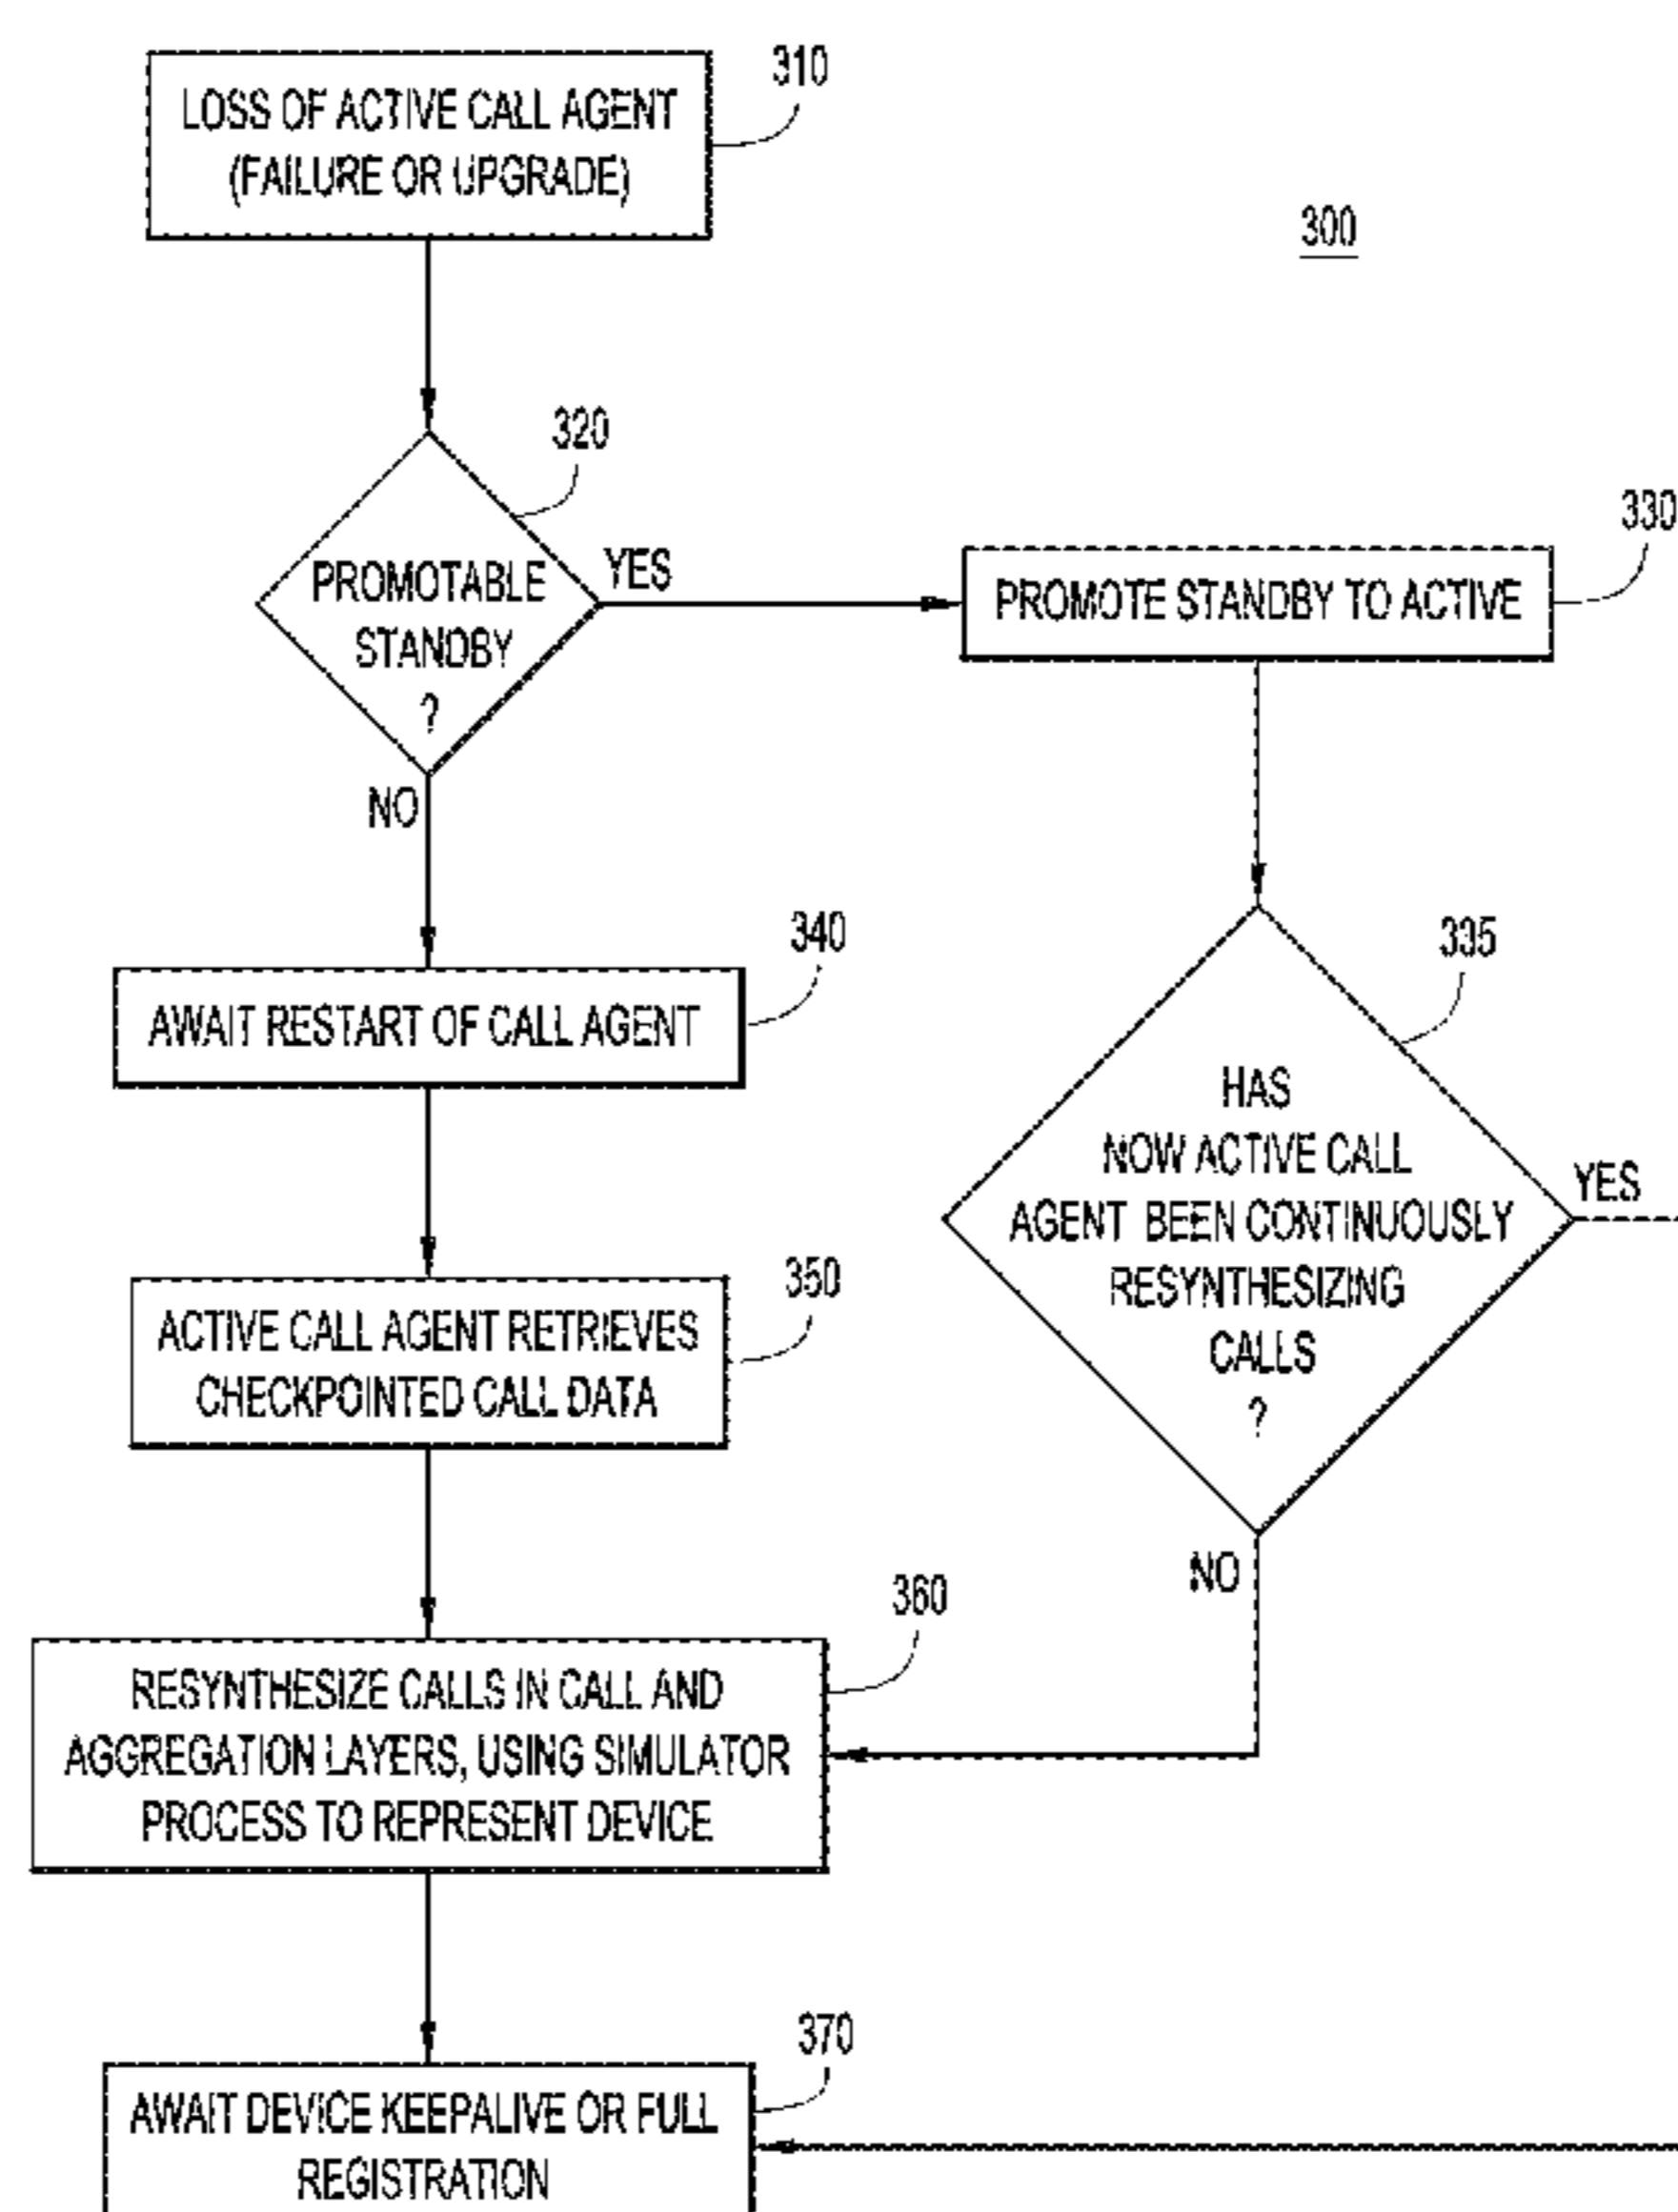 310
LOSS OF ACTIVE CALL AGENT
(FAILURE OR UPGRADE)
300
320
PROMOTABLE
STANDBY
?
YES
NO
330
PROMOTE STANDBY TO ACTIVE
340
AWAIT RESTART OF CALL AGENT
335
HAS
NOW ACTIVE CALL
AGENT BEEN CONTINUOUSLY
RESYNTHESIZING
CALLS
?
YES
NO
350
ACTIVE CALL AGENT RETRIEVES
CHECKPOINTED CALL DATA
360
RESYNTHESIZE CALLS IN CALL AND
AGGREGATION LAYERS, USING SIMULATOR
PROCESS TO REPRESENT DEVICE
370
AWAIT DEVICE KEEPALIVE OR FULL
REGISTRATION